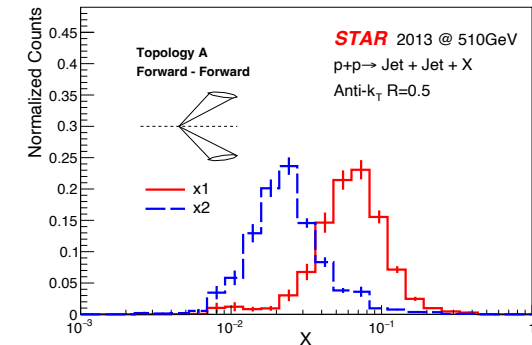 0.45
0.4
0.35
0.3
0.25
0.2
0.15
0.1
0.05
0
Normalized Counts
Topology A
Forward - Forward
STAR 2013 @ 510GeV
p+p→ Jet + Jet + X
Anti-k_T R=0.5
x1
x2
10⁻³ 10⁻² 10⁻¹ 1
X